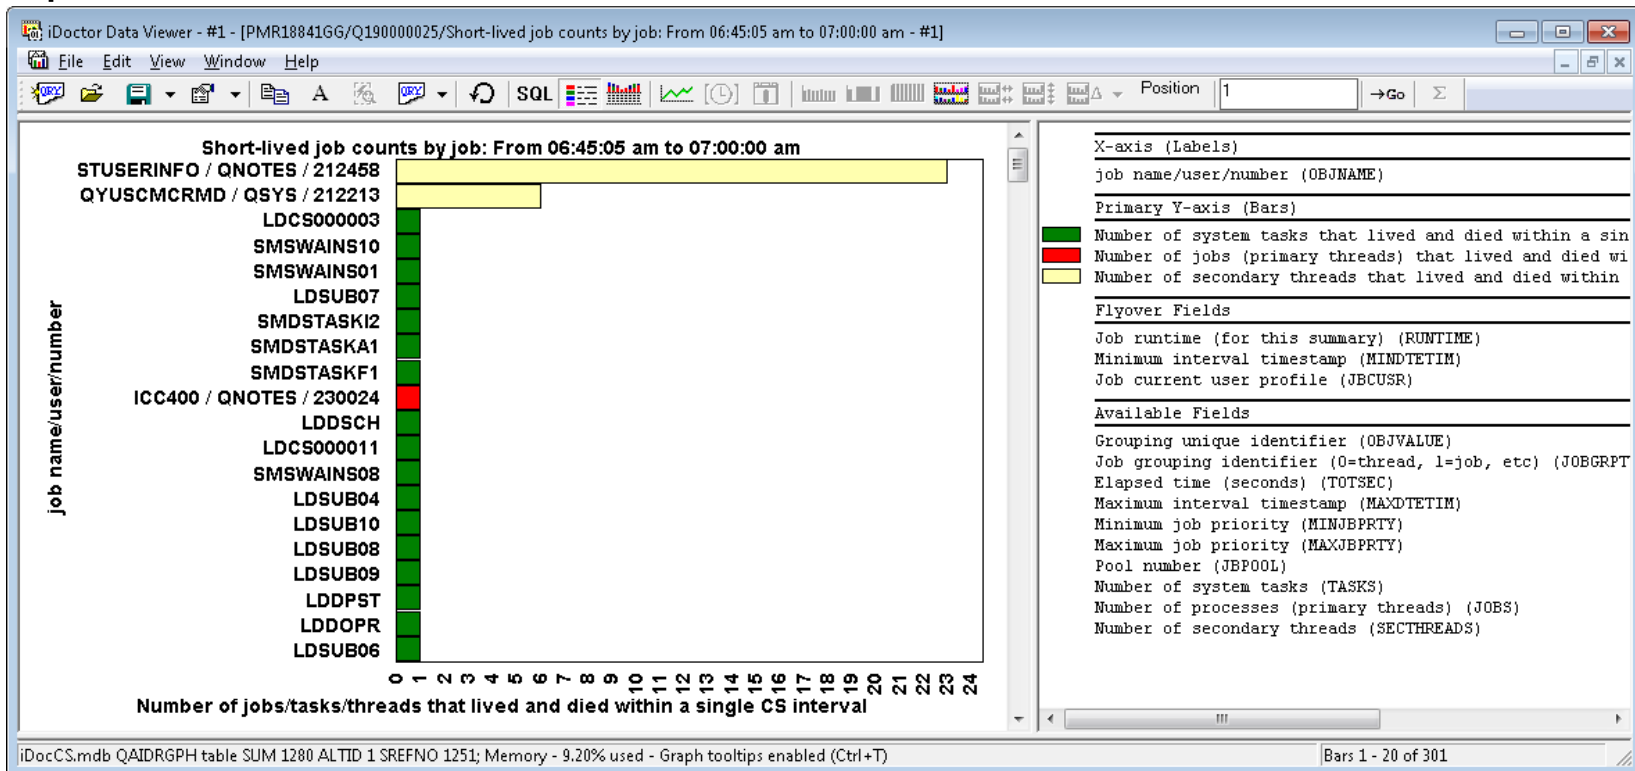 iDoctor Data Viewer - #1 - [PMR18841GG/Q190000025/Short-lived job counts by job: From 06:45:05 am to 07:00:00 am - #1]
File Edit View Window Help
QRY A QRY SQL Position 1 →Go Σ
Short-lived job counts by job: From 06:45:05 am to 07:00:00 am
job name/user/number
STUSERINFO / QNOTES / 212458
QYUSCMCRMD / QSYS / 212213
LDCS000003
SMSWAINS10
SMSWAINS01
LDSUB07
SMDSTASKI2
SMDSTASKA1
SMDSTASKF1
ICC400 / QNOTES / 230024
LDDSCH
LDCS000011
SMSWAINS08
LDSUB04
LDSUB10
LDSUB08
LDSUB09
LDDPST
LDDOPR
LDSUB06
0 1 2 3 4 5 6 7 8 9 10 11 12 13 14 15 16 17 18 19 20 21 22 23 24
Number of jobs/tasks/threads that lived and died within a single CS interval
X-axis (Labels)
job name/user/number (OBJNAME)
Primary Y-axis (Bars)
Number of system tasks that lived and died within a sin
Number of jobs (primary threads) that lived and died wi
Number of secondary threads that lived and died within
Flyover Fields
Job runtime (for this summary) (RUNTIME)
Minimum interval timestamp (MINDTETIM)
Job current user profile (JBCUSR)
Available Fields
Grouping unique identifier (OBJVALUE)
Job grouping identifier (0=thread, 1=job, etc) (JOBGRPT
Elapsed time (seconds) (TOTSEC)
Maximum interval timestamp (MAXDTETIM)
Minimum job priority (MINJBPRTY)
Maximum job priority (MAXJBPRTY)
Pool number (JBPOOL)
Number of system tasks (TASKS)
Number of processes (primary threads) (JOBS)
Number of secondary threads (SECTHREADS)
iDocCS.mdb QAIDRGPH table SUM 1280 ALTID 1 SREFNO 1251; Memory - 9.20% used - Graph tooltips enabled (Ctrl+T)
Bars 1 - 20 of 301